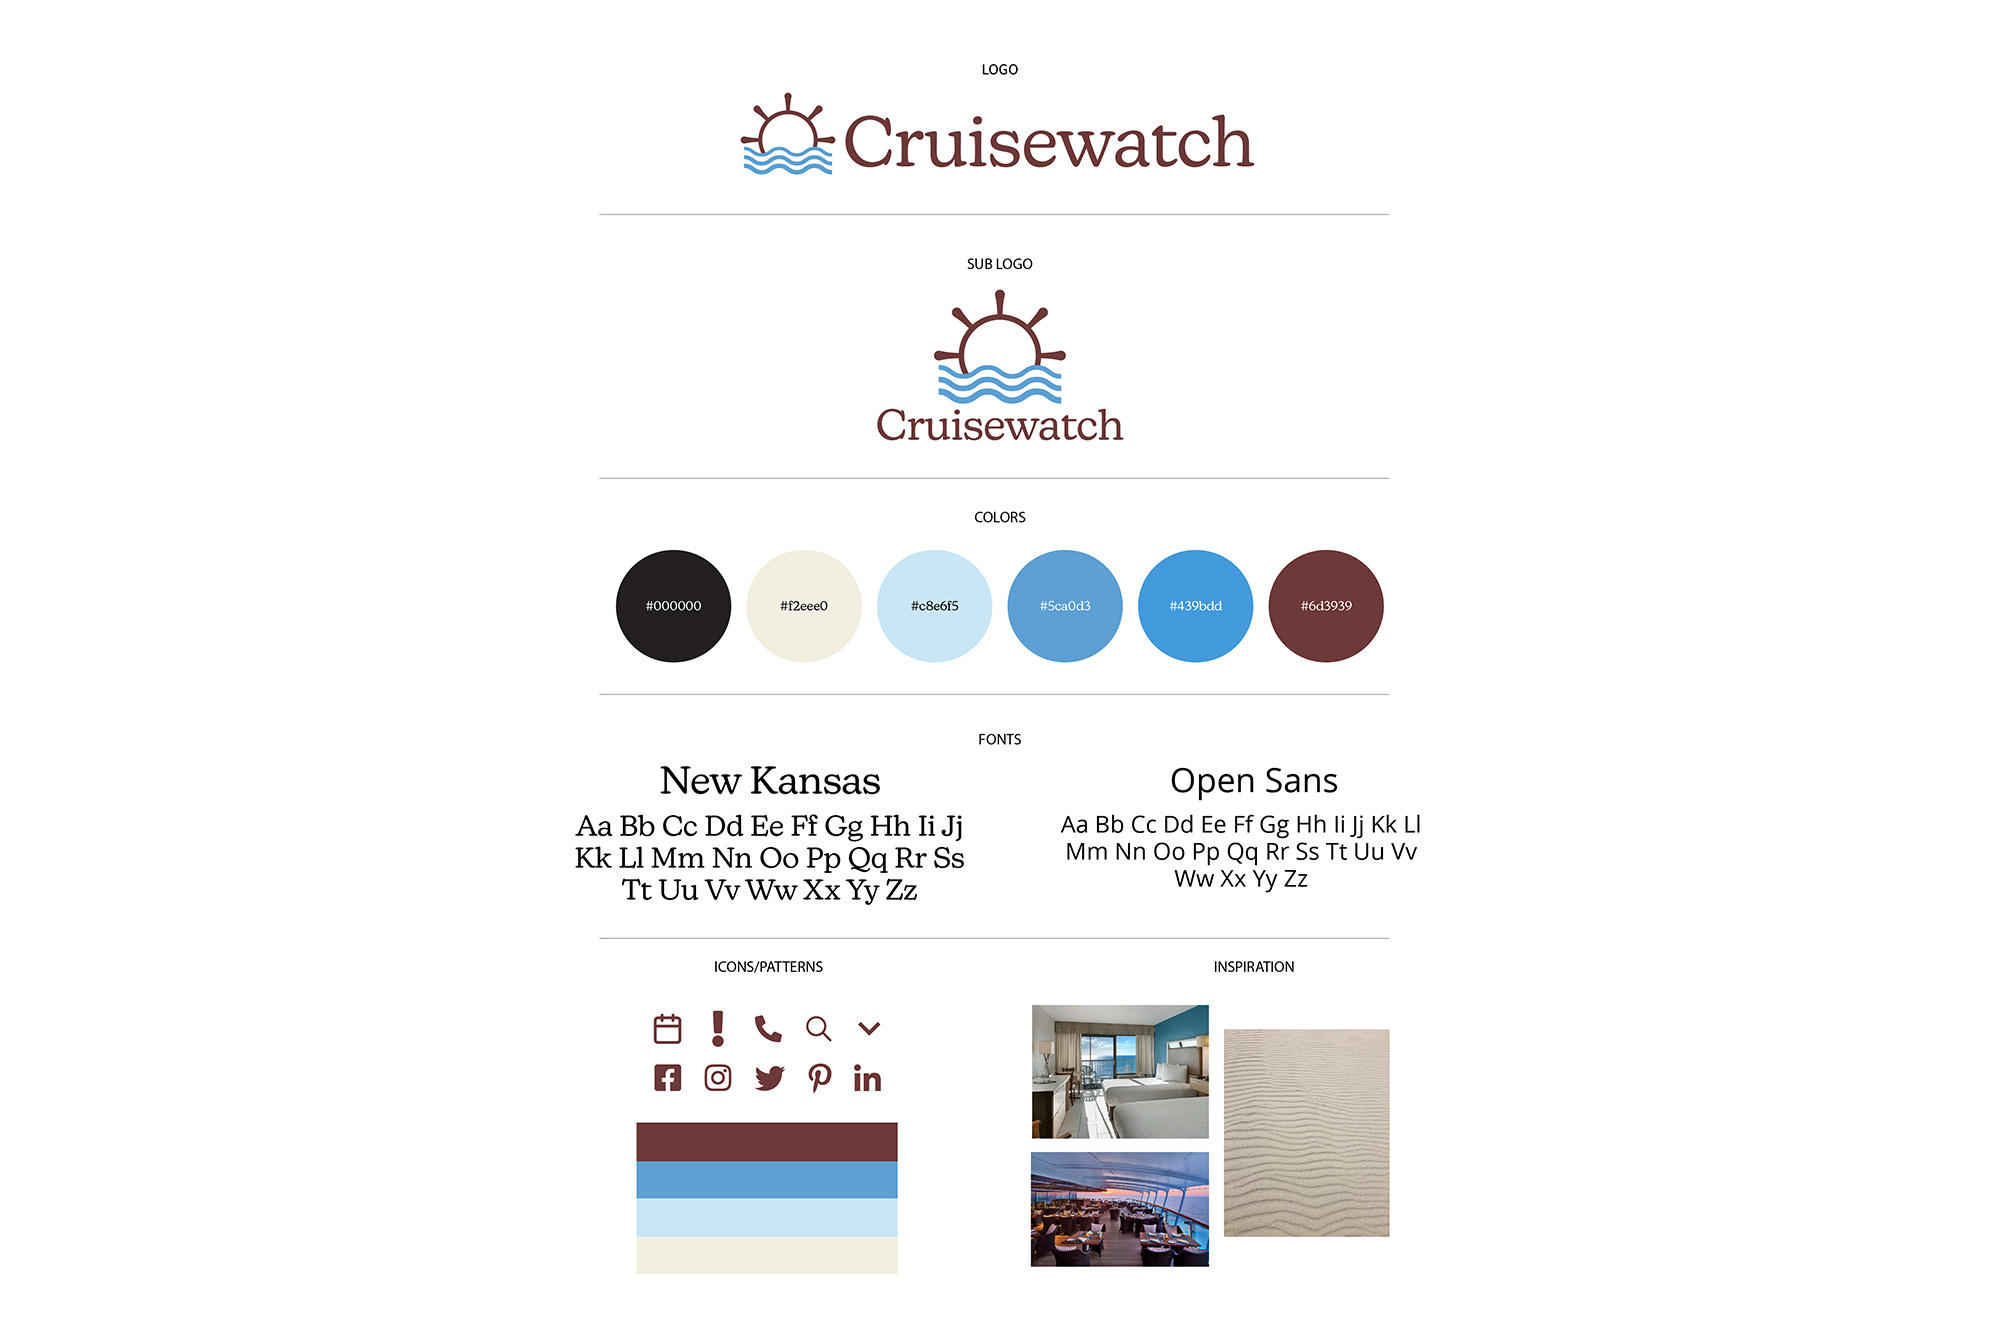 LOGO
Cruisewatch
SUB LOGO
Cruisewatch
COLORS
#000000
#f2eee0
#c8e6f5
#5ca0d3
#439bdd
#6d3939
FONTS
New Kansas
Aa Bb Cc Dd Ee Ff Gg Hh Ii Jj
Kk Ll Mm Nn Oo Pp Qq Rr Ss
Tt Uu Vv Ww Xx Yy Zz
Open Sans
Aa Bb Cc Dd Ee Ff Gg Hh Ii Jj Kk Ll
Mm Nn Oo Pp Qq Rr Ss Tt Uu Vv
Ww Xx Yy Zz
ICONS/PATTERNS
INSPIRATION